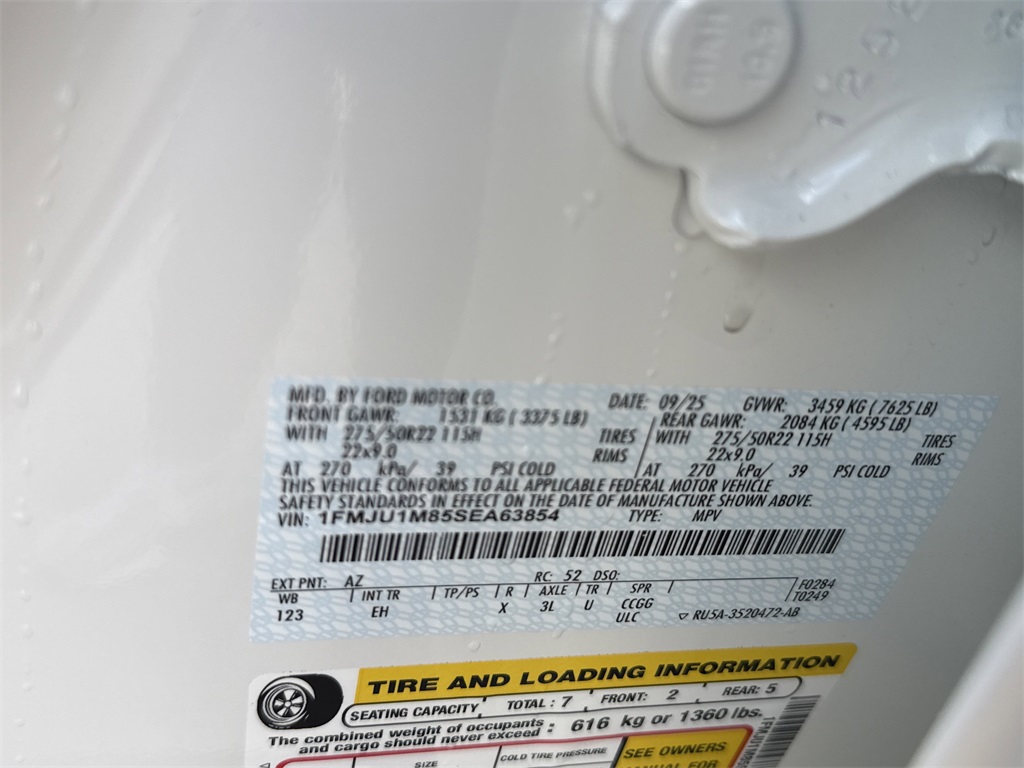 MFD. BY FORD MOTOR CO. DATE: 09/25 GVWR: 3459 KG ( 7625 LB)
FRONT GAWR: 1531 KG ( 3375 LB) REAR GAWR: 2084 KG ( 4595 LB)
WITH 275/50R22 115H TIRES WITH 275/50R22 115H TIRES
22x9.0 RIMS 22x9.0 RIMS
AT 270 kPa/ 39 PSI COLD AT 270 kPa/ 39 PSI COLD
THIS VEHICLE CONFORMS TO ALL APPLICABLE FEDERAL MOTOR VEHICLE
SAFETY STANDARDS IN EFFECT ON THE DATE OF MANUFACTURE SHOWN ABOVE.
VIN: 1FMJU1M85SEA63854 TYPE: MPV
EXT PNT: AZ RC: 52 DSO: F0284
WB INT TR TP/PS R AXLE TR SPR T0249
123 EH X 3L U CCGG
ULC RU5A-3520472-AB
TIRE AND LOADING INFORMATION
SEATING CAPACITY TOTAL : 7 FRONT: 2 REAR: 5
The combined weight of occupants
and cargo should never exceed : 616 kg or 1360 lbs.
SIZE COLD TIRE PRESSURE SEE OWNERS
MANUAL FOR